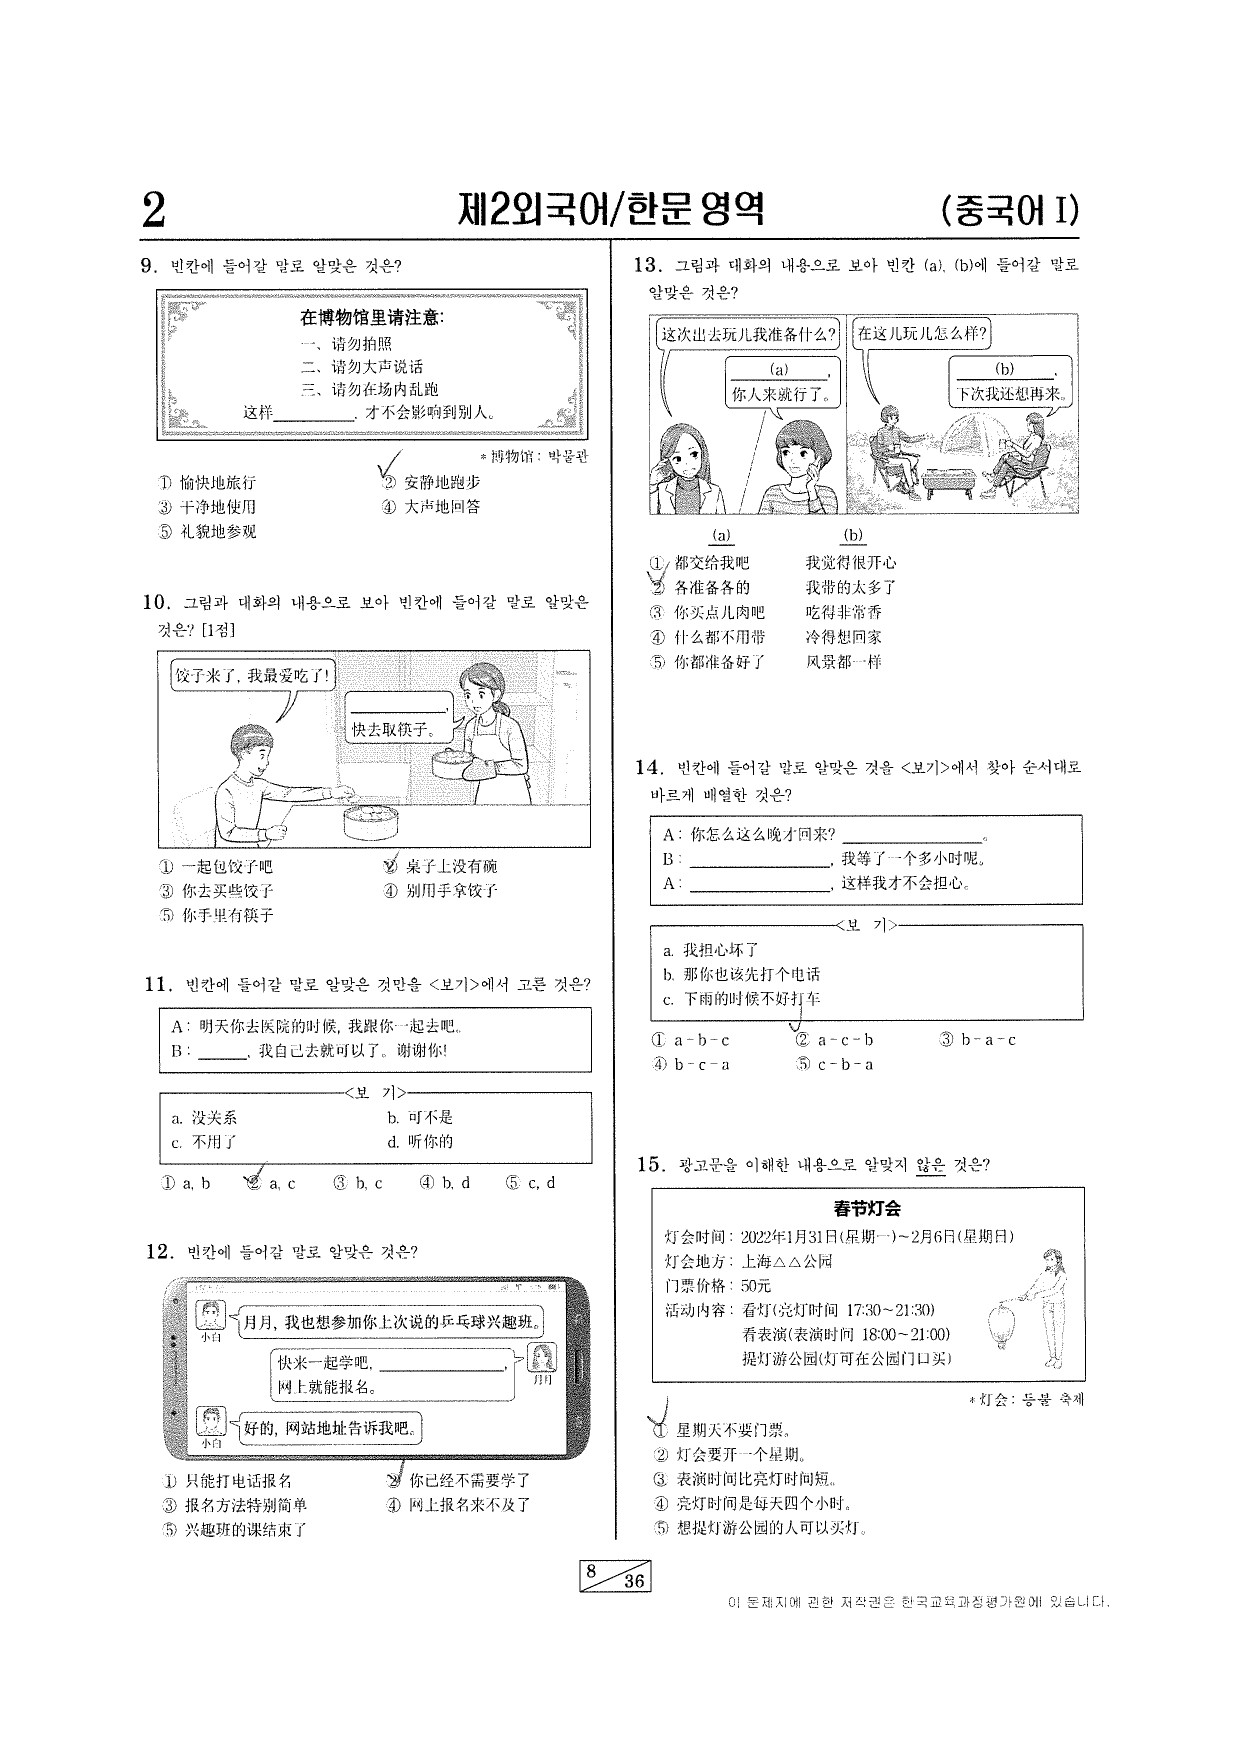 2
제2외국어/한문 영역
(중국어 I)
9. 빈칸에 들어갈 말로 알맞은 것은?
在博物馆里请注意:
一、请勿拍照
二、请勿大声说话
三、请勿在场内乱跑
这样________, 才不会影响到别人。
* 博物馆: 박물관
① 愉快地旅行 ② 安静地跑步
③ 干净地使用 ④ 大声地回答
⑤ 礼貌地参观
10. 그림과 대화의 내용으로 보아 빈칸에 들어갈 말로 알맞은
것은? [1점]
饺子来了, 我最爱吃了!
________,
快去取筷子。
① 一起包饺子吧 ② 桌子上没有碗
③ 你去买些饺子 ④ 别用手拿饺子
⑤ 你手里有筷子
11. 빈칸에 들어갈 말로 알맞은 것만을 <보기>에서 고른 것은?
A: 明天你去医院的时候, 我跟你一起去吧。
B: ______, 我自己去就可以了。谢谢你!
<보 기>
a. 没关系 b. 可不是
c. 不用了 d. 听你的
① a, b ② a, c ③ b, c ④ b, d ⑤ c, d
12. 빈칸에 들어갈 말로 알맞은 것은?
月月, 我也想参加你上次说的乒乓球兴趣班。
小白
快来一起学吧, ______________,
网上就能报名。
月月
好的, 网站地址告诉我吧。
小白
① 只能打电话报名 ② 你已经不需要学了
③ 报名方法特别简单 ④ 网上报名来不及了
⑤ 兴趣班的课结束了
13. 그림과 대화의 내용으로 보아 빈칸 (a), (b)에 들어갈 말로
알맞은 것은?
这次出去玩儿我准备什么?
(a) ,
你人来就行了。
在这儿玩儿怎么样?
(b) ,
下次我还想再来。
(a) (b)
① 都交给我吧 我觉得很开心
② 各准备各的 我带的太多了
③ 你买点儿肉吧 吃得非常香
④ 什么都不用带 冷得想回家
⑤ 你都准备好了 风景都一样
14. 빈칸에 들어갈 말로 알맞은 것을 <보기>에서 찾아 순서대로
바르게 배열한 것은?
A: 你怎么这么晚才回来? ______________。
B: ______________, 我等了一个多小时呢。
A: ______________, 这样我才不会担心。
<보 기>
a. 我担心坏了
b. 那你也该先打个电话
c. 下雨的时候不好打车
① a-b-c ② a-c-b ③ b-a-c
④ b-c-a ⑤ c-b-a
15. 광고문을 이해한 내용으로 알맞지 않은 것은?
春节灯会
灯会时间: 2022年1月31日(星期一)~2月6日(星期日)
灯会地方: 上海△△公园
门票价格: 50元
活动内容: 看灯(亮灯时间 17:30~21:30)
看表演(表演时间 18:00~21:00)
提灯游公园(灯可在公园门口买)
* 灯会: 등불 축제
① 星期天不要门票。
② 灯会要开一个星期。
③ 表演时间比亮灯时间短。
④ 亮灯时间是每天四个小时。
⑤ 想提灯游公园的人可以买灯。
8
36
이 문제지에 관한 저작권은 한국교육과정평가원에 있습니다.